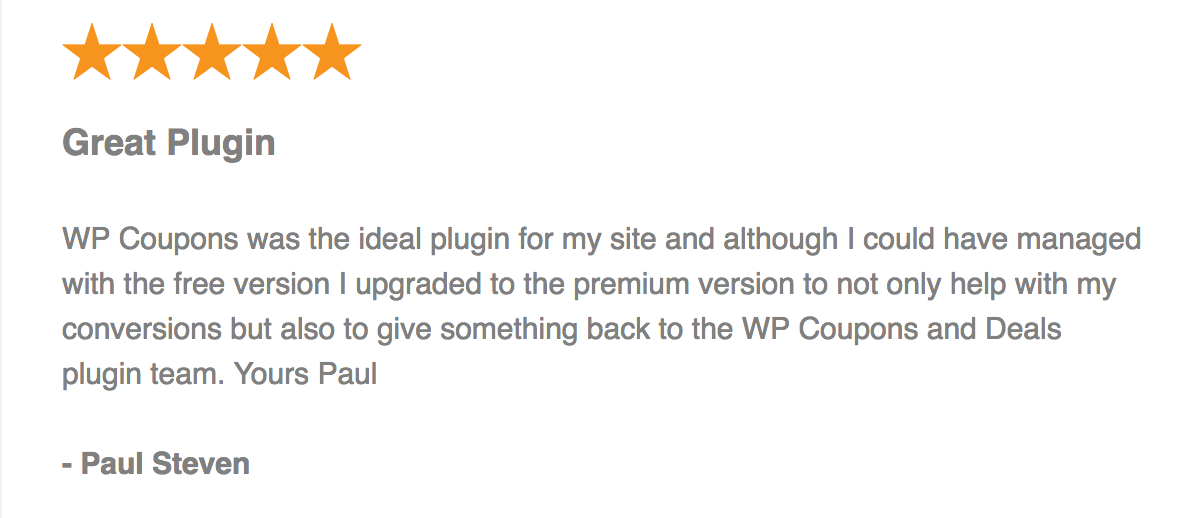 Great Plugin
WP Coupons was the ideal plugin for my site and although I could have managed
with the free version I upgraded to the premium version to not only help with my
conversions but also to give something back to the WP Coupons and Deals
plugin team. Yours Paul
- Paul Steven